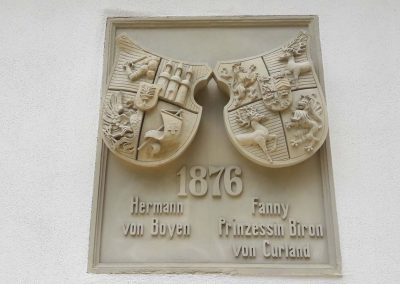 1876
Hermann
von Boyen
Fanny
Prinzessin Biron
von Curland